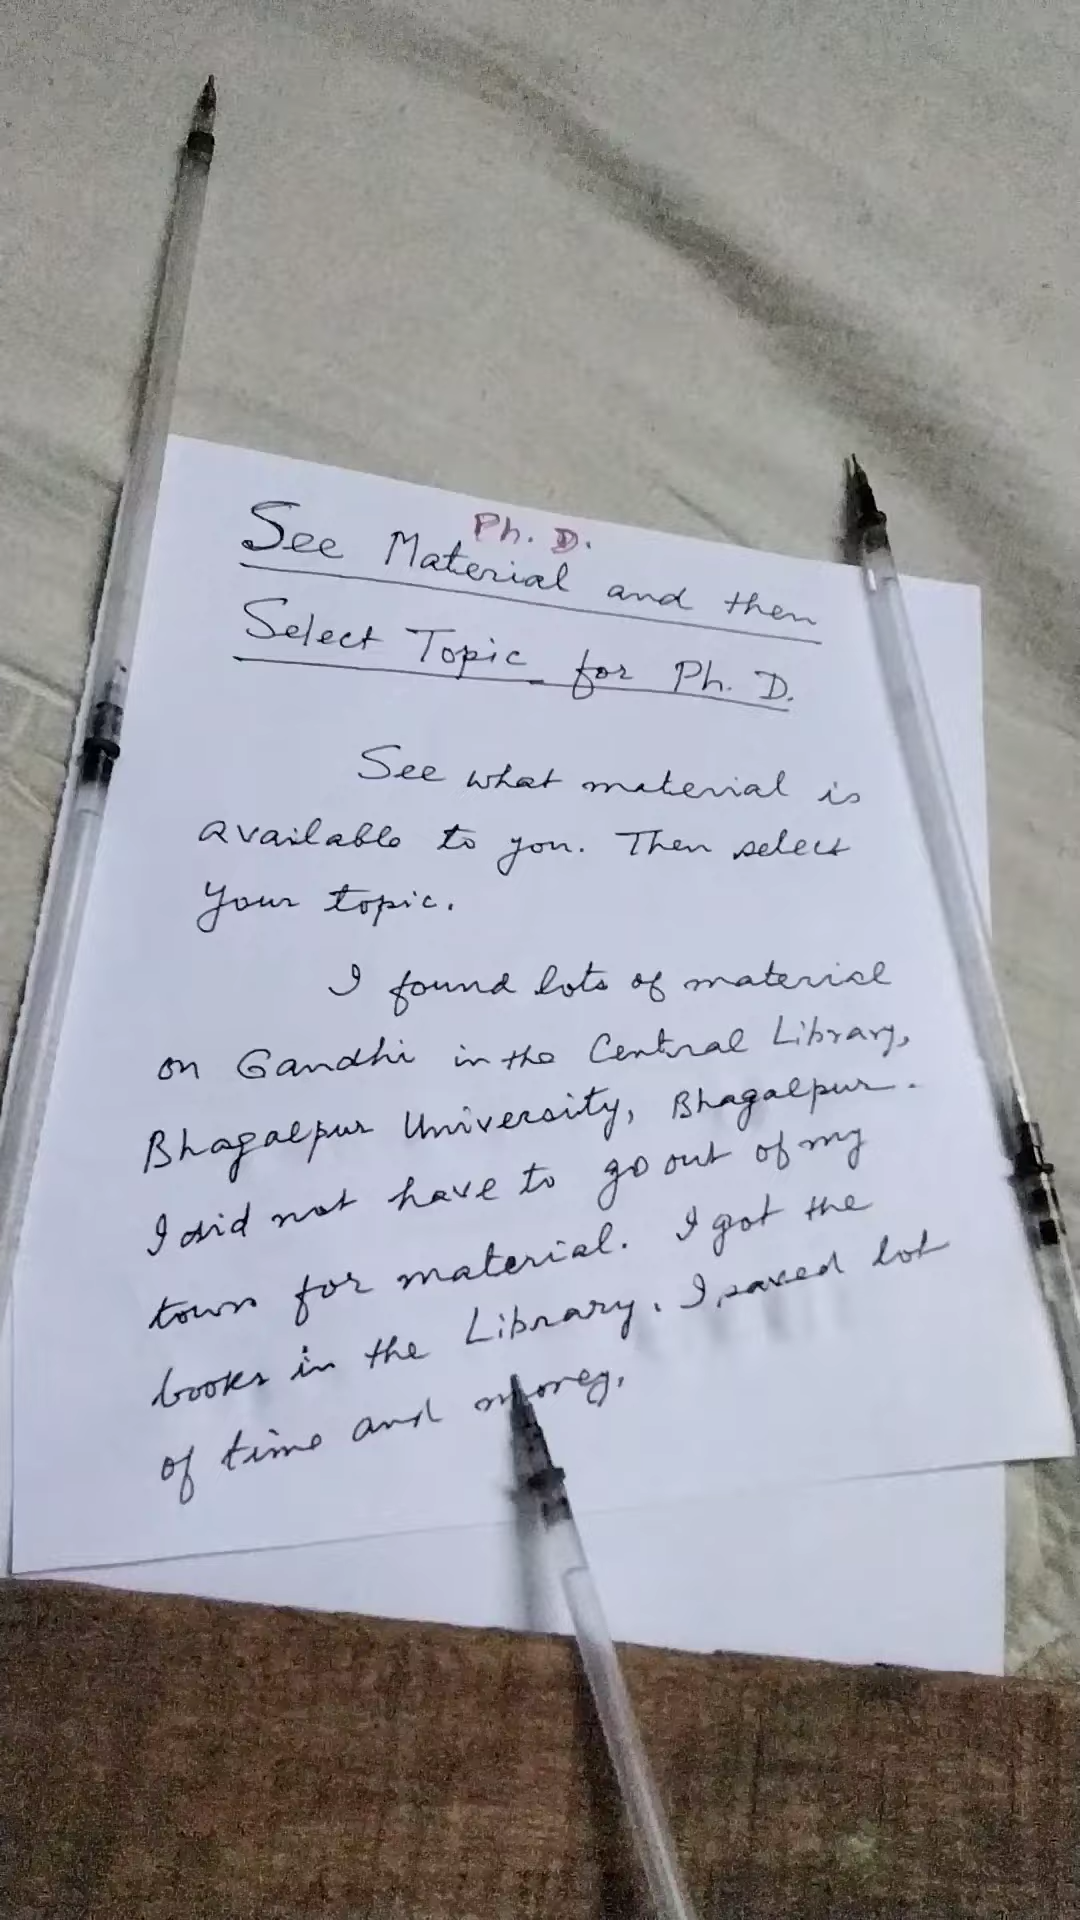 Ph. D.
See Material and then
Select Topic for Ph. D.
See what material is
available to you. Then select
your topic.
I found lots of material
on Gandhi in the Central Library,
Bhagalpur University, Bhagalpur.
I did not have to go out of my
town for material. I got the
books in the Library. I saved lot
of time and money.